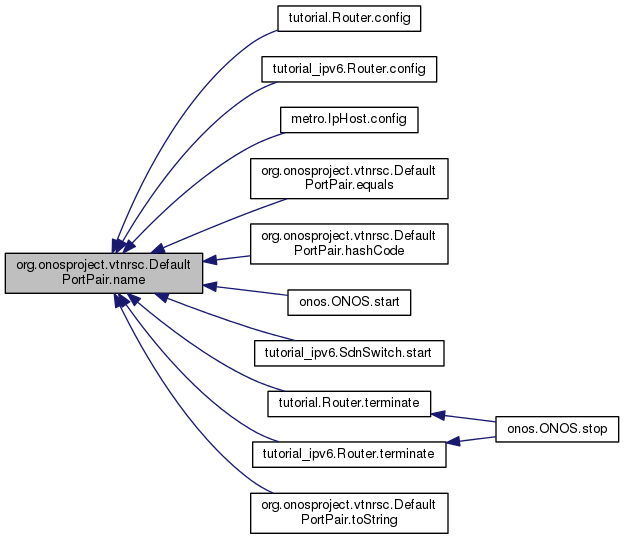 tutorial.Router.config
tutorial_ipv6.Router.config
metro.IpHost.config
org.onosproject.vtnrsc.Default
PortPair.equals
org.onosproject.vtnrsc.Default
PortPair.hashCode
org.onosproject.vtnrsc.Default
PortPair.name
onos.ONOS.start
tutorial_ipv6.SdnSwitch.start
tutorial.Router.terminate
onos.ONOS.stop
tutorial_ipv6.Router.terminate
org.onosproject.vtnrsc.Default
PortPair.toString